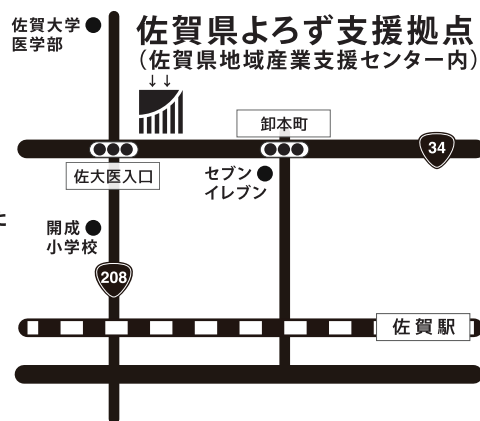 佐賀大学
医学部
佐賀県よろず支援拠点
（佐賀県地域産業支援センター内）
↓↓
卸本町
34
佐大医入口
セブン
イレブン
開成
小学校
208
佐賀駅